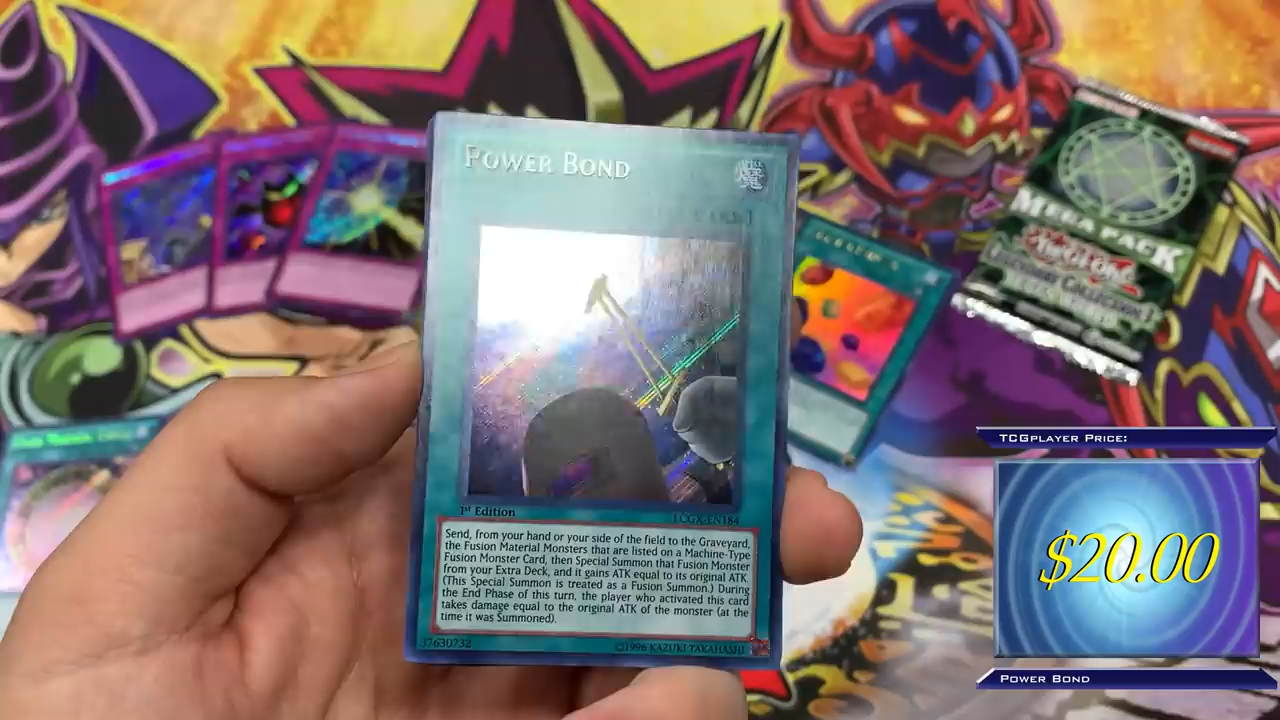 POWER BOND
1st Edition
LCGX-EN184
Send, from your hand or your side of the field to the Graveyard,
the Fusion Material Monsters that are listed on a Machine-Type
Fusion Monster Card, then Special Summon that Fusion Monster
from your Extra Deck, and it gains ATK equal to its original ATK.
(This Special Summon is treated as a Fusion Summon.) During
the End Phase of this turn, the player who activated this card
takes damage equal to the original ATK of the monster (at the
time it was Summoned).
37630732
©1996 KAZUKI TAKAHASHI
MEGA PACK
YU-GI-OH!
TCGPLAYER PRICE:
$20.00
POWER BOND